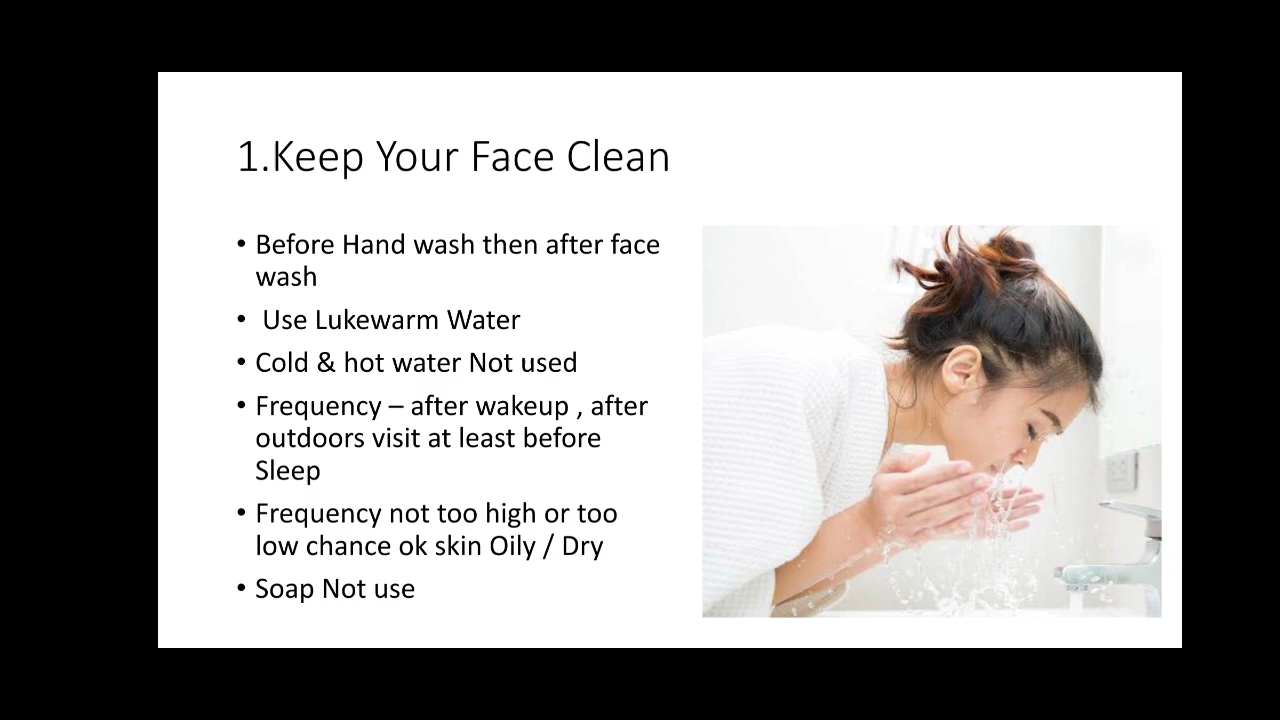 1.Keep Your Face Clean
• Before Hand wash then after face
wash
• Use Lukewarm Water
• Cold & hot water Not used
• Frequency – after wakeup , after
outdoors visit at least before
Sleep
• Frequency not too high or too
low chance ok skin Oily / Dry
• Soap Not use